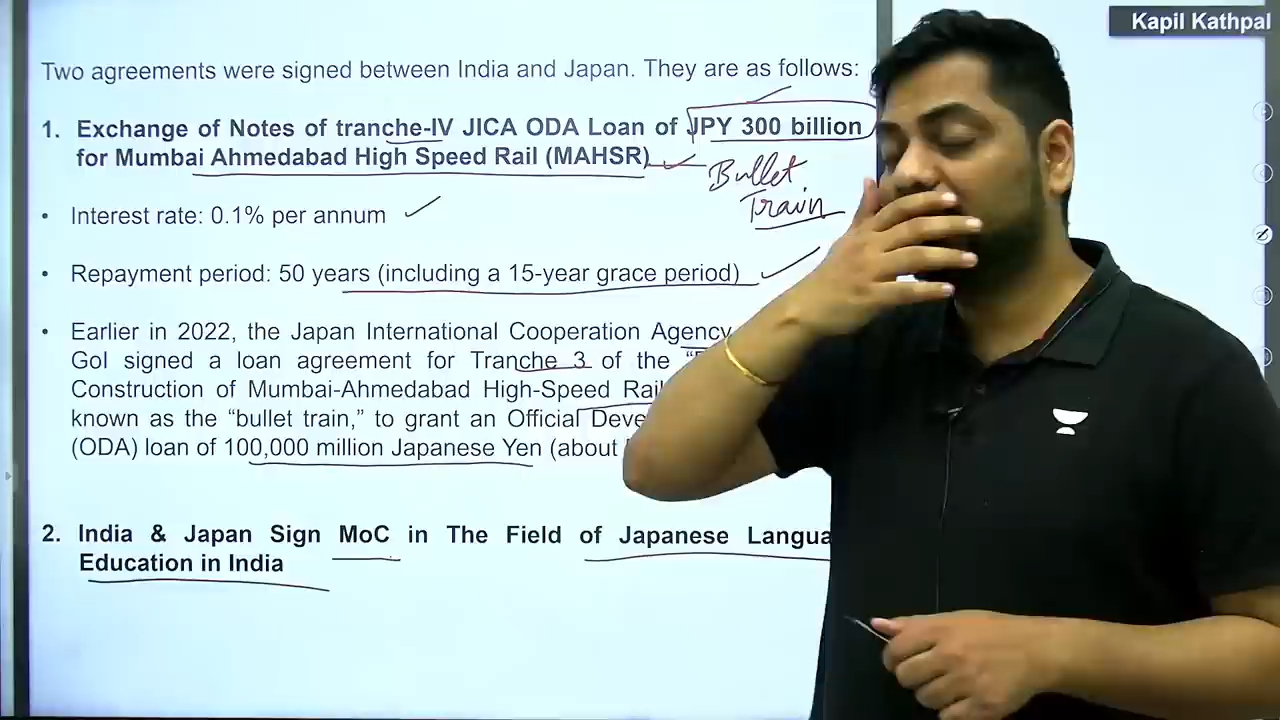 Kapil Kathpal
Two agreements were signed between India and Japan. They are as follows:
1. Exchange of Notes of tranche-IV JICA ODA Loan of JPY 300 billion
for Mumbai Ahmedabad High Speed Rail (MAHSR)
Bullet
Train
• Interest rate: 0.1% per annum
• Repayment period: 50 years (including a 15-year grace period)
• Earlier in 2022, the Japan International Cooperation Agency
GoI signed a loan agreement for Tranche 3 of the
Construction of Mumbai-Ahmedabad High-Speed Rail
known as the “bullet train,” to grant an Official
(ODA) loan of 100,000 million Japanese Yen (about
2. India & Japan Sign MoC in The Field of Japanese
Education in India